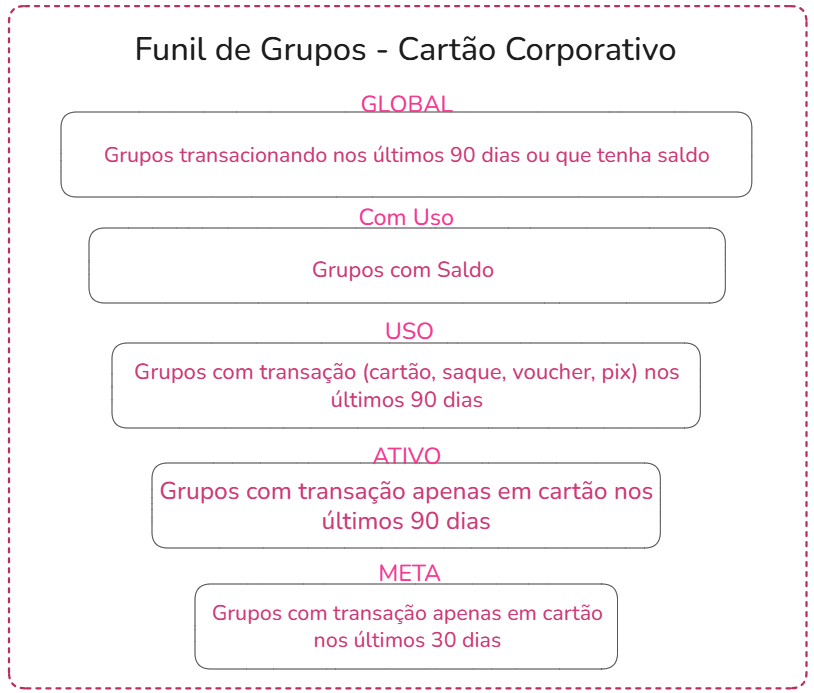 Funil de Grupos - Cartão Corporativo
GLOBAL
Grupos transacionando nos últimos 90 dias ou que tenha saldo
Com Uso
Grupos com Saldo
USO
Grupos com transação (cartão, saque, voucher, pix) nos
últimos 90 dias
ATIVO
Grupos com transação apenas em cartão nos
últimos 90 dias
META
Grupos com transação apenas em cartão
nos últimos 30 dias